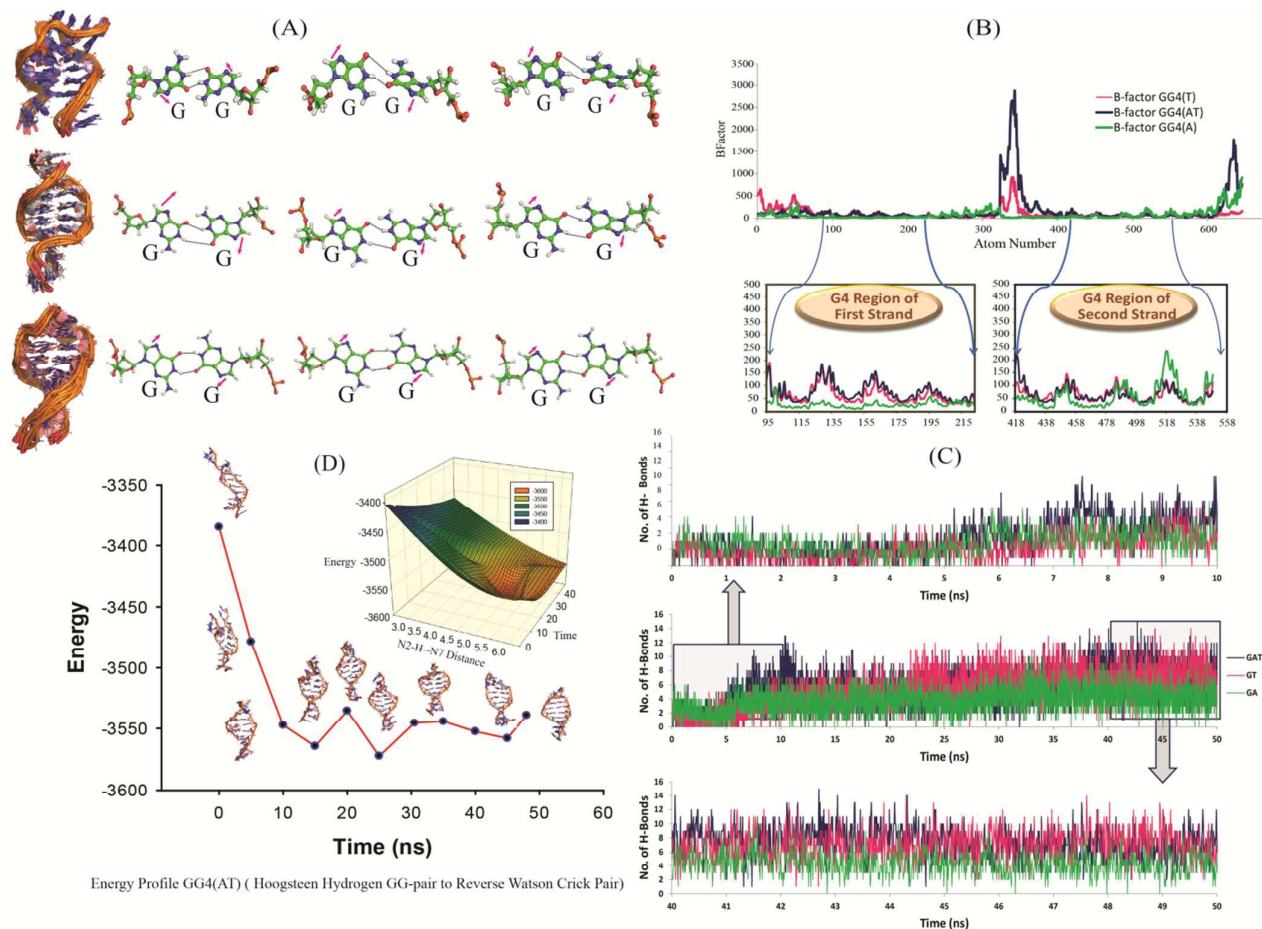 (A)
G G
G G
G G
G G
G G
G G
G G
G G
G G
(B)
3500
3000
2500
2000
1500
1000
500
0
BFactor
B-factor GG4(T)
B-factor GG4(AT)
B-factor GG4(A)
0 100 200 300 400 500 600
Atom Number
500
450
400
350
300
250
200
150
100
50
0
G4 Region of
First Strand
95 115 135 155 175 195 215
500
450
400
350
300
250
200
150
100
50
0
G4 Region of
Second Strand
418 438 458 478 498 518 538 558
(C)
16
14
12
10
8
6
4
2
0
No. of H- Bonds
0 1 2 3 4 5 6 7 8 9 10
Time (ns)
16
14
12
10
8
6
4
2
0
No. of H-Bonds
0 5 10 15 20 25 30 35 40 45 50
Time (ns)
GAT
GT
GA
16
14
12
10
8
6
4
2
0
No. of H-Bonds
40 41 42 43 44 45 46 47 48 49 50
Time (ns)
(D)
-3350
-3400
-3450
-3500
-3550
-3600
Energy
0 10 20 30 40 50 60
Time (ns)
-3400
-3450
Energy -3500
-3550
-3600
3.0 3.5 4.0 4.5 5.0 5.5 6.0
N2-H--N7 Distance
0
10
20
30
40
Time
-3600
-3550
-3500
-3450
-3400
Energy Profile GG4(AT) ( Hoogsteen Hydrogen GG-pair to Reverse Watson Crick Pair)